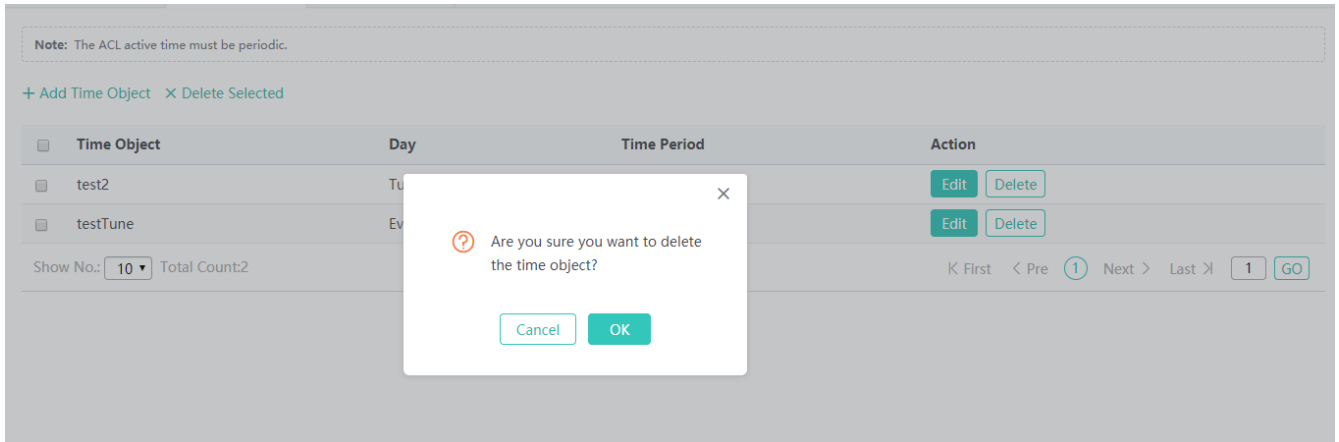 Note: The ACL active time must be periodic.
+ Add Time Object × Delete Selected
Time Object Day Time Period Action
test2 Tu Edit Delete
testTune Ev Edit Delete
×
Are you sure you want to delete
the time object?
Cancel OK
Show No.: 10 Total Count:2 First Pre 1 Next Last 1 GO